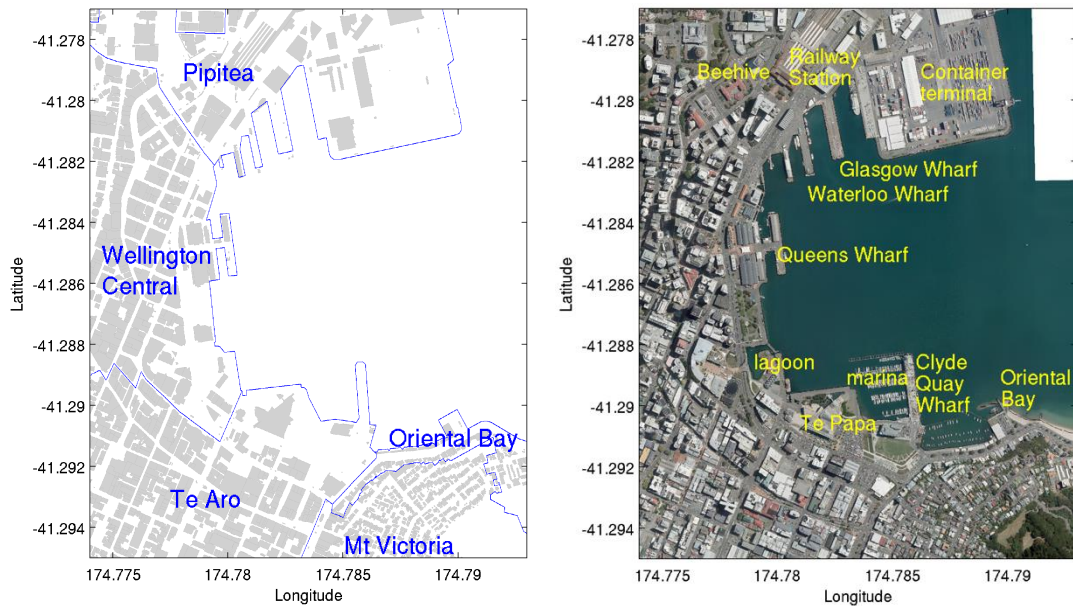 -41.278
-41.28
-41.282
-41.284
-41.286
-41.288
-41.29
-41.292
-41.294
Latitude
174.775
174.78
174.785
174.79
Longitude
Pipitea
Wellington
Central
Oriental Bay
Te Aro
Mt Victoria
-41.278
-41.28
-41.282
-41.284
-41.286
-41.288
-41.29
-41.292
-41.294
Latitude
174.775
174.78
174.785
174.79
Longitude
Beehive
Railway
Station
Container
terminal
Glasgow Wharf
Waterloo Wharf
Queens Wharf
lagoon
marina
Clyde
Quay
Wharf
Oriental
Bay
Te Papa